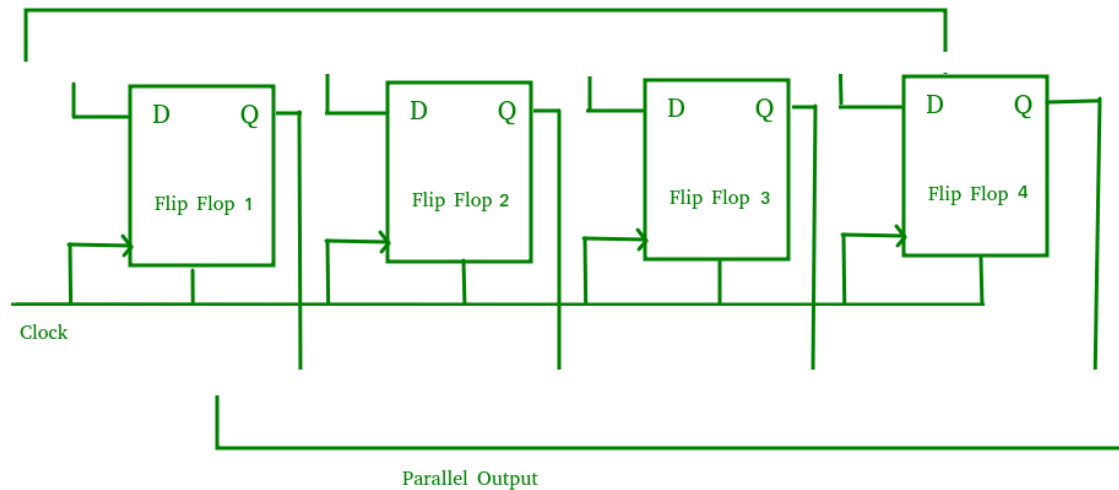 D Q
Flip Flop 1
D Q
Flip Flop 2
D Q
Flip Flop 3
D Q
Flip Flop 4
Clock
Parallel Output